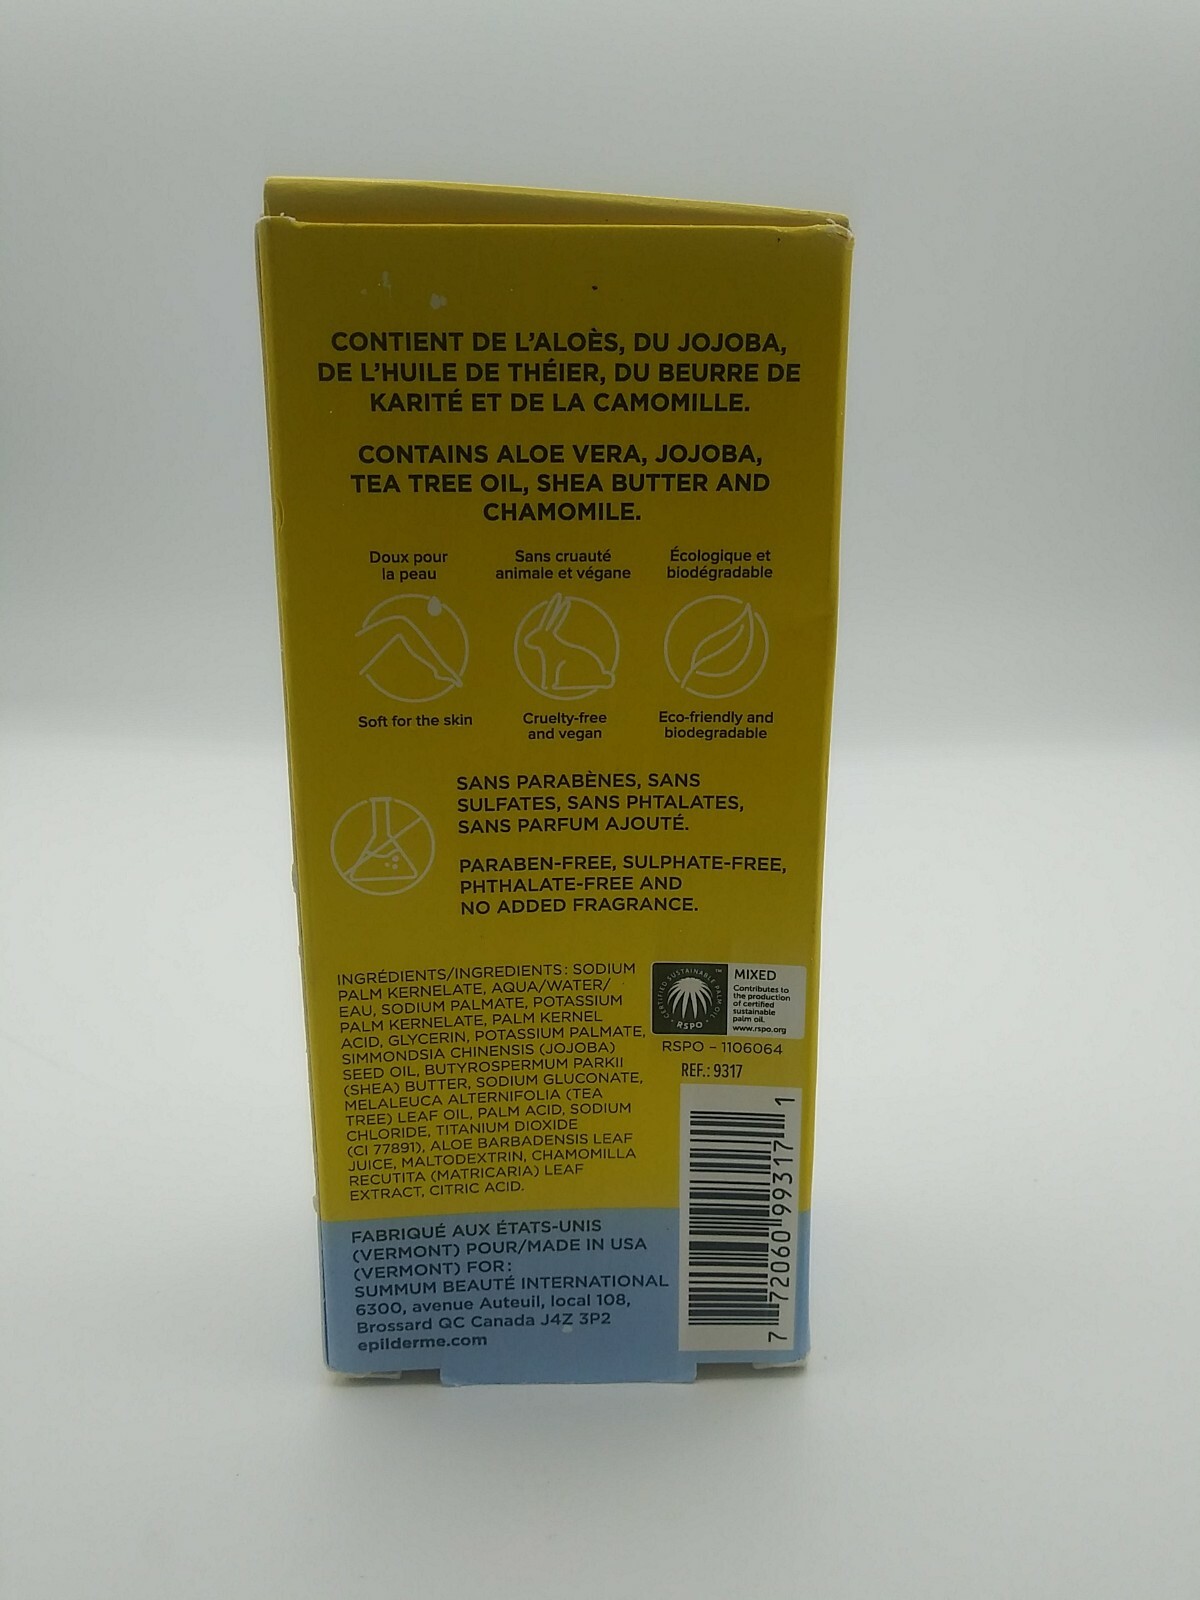 CONTIENT DE L'ALOÈS, DU JOJOBA,
DE L'HUILE DE THÉIER, DU BEURRE DE
KARITÉ ET DE LA CAMOMILLE.
CONTAINS ALOE VERA, JOJOBA,
TEA TREE OIL, SHEA BUTTER AND
CHAMOMILE.
Doux pour
la peau
Sans cruauté
animale et végane
Écologique et
biodégradable
Soft for the skin
Cruelty-free
and vegan
Eco-friendly and
biodegradable
SANS PARABÈNES, SANS
SULFATES, SANS PHTALATES,
SANS PARFUM AJOUTÉ.
PARABEN-FREE, SULPHATE-FREE,
PHTHALATE-FREE AND
NO ADDED FRAGRANCE.
INGRÉDIENTS/INGREDIENTS: SODIUM
PALM KERNELATE, AQUA/WATER/
EAU, SODIUM PALMATE, POTASSIUM
PALM KERNELATE, PALM KERNEL
ACID, GLYCERIN, POTASSIUM PALMATE,
SIMMONDSIA CHINENSIS (JOJOBA)
SEED OIL, BUTYROSPERMUM PARKII
(SHEA) BUTTER, SODIUM GLUCONATE,
MELALEUCA ALTERNIFOLIA (TEA
TREE) LEAF OIL, PALM ACID, SODIUM
CHLORIDE, TITANIUM DIOXIDE
(CI 77891), ALOE BARBADENSIS LEAF
JUICE, MALTODEXTRIN, CHAMOMILLA
RECUTITA (MATRICARIA) LEAF
EXTRACT, CITRIC ACID.
CERTIFIED SUSTAINABLE PALM OIL
RSPO
™
MIXED
Contributes to
the production
of certified
sustainable
palm oil.
www.rspo.org
RSPO – 1106064
REF.: 9317
7 72060 99317 1
FABRIQUÉ AUX ÉTATS-UNIS
(VERMONT) POUR/MADE IN USA
(VERMONT) FOR:
SUMMUM BEAUTÉ INTERNATIONAL
6300, avenue Auteuil, local 108,
Brossard QC Canada J4Z 3P2
epilderme.com